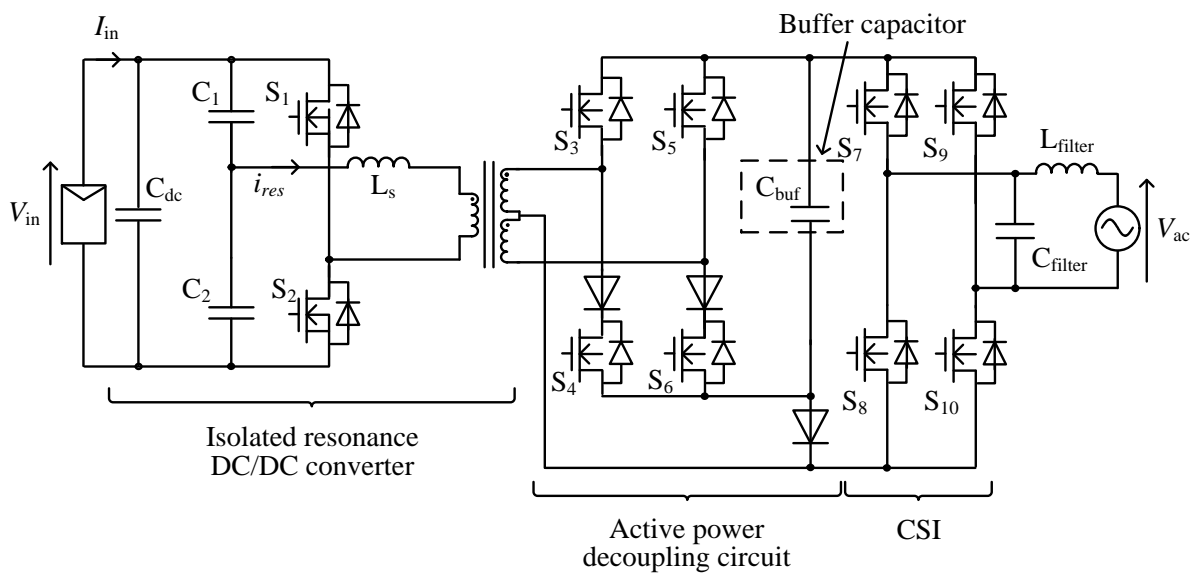 Buffer capacitor
I_in
C_1
S_1
S_3
S_5
S_7
S_9
L_filter
C_buf
i_res
L_s
C_dc
V_in
V_ac
C_filter
C_2
S_2
S_4
S_6
S_8
S_10
Isolated resonance
DC/DC converter
Active power
decoupling circuit
CSI